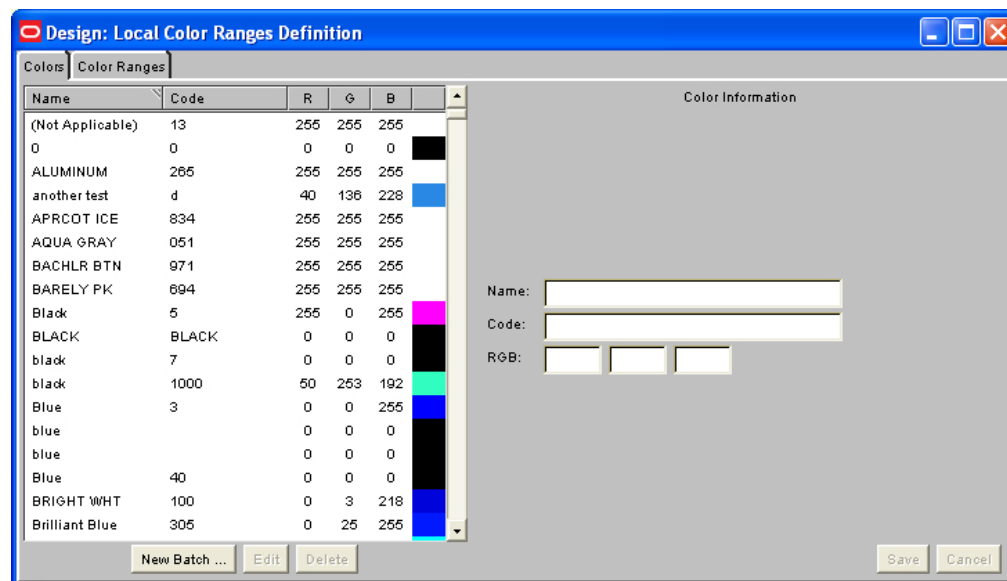 Design: Local Color Ranges Definition
Colors Color Ranges
Name Code R G B
(Not Applicable) 13 255 255 255
0 0 0 0 0
ALUMINUM 265 255 255 255
another test d 40 136 228
APRCOT ICE 834 255 255 255
AQUA GRAY 051 255 255 255
BACHLR BTN 971 255 255 255
BARELY PK 694 255 255 255
Black 5 255 0 255
BLACK BLACK 0 0 0
black 7 0 0 0
black 1000 50 253 192
Blue 3 0 0 255
blue 0 0 0
blue 0 0 0
Blue 40 0 0 0
BRIGHT WHT 100 0 3 218
Brilliant Blue 305 0 25 255
New Batch ... Edit Delete
Color Information
Name:
Code:
RGB:
Save Cancel